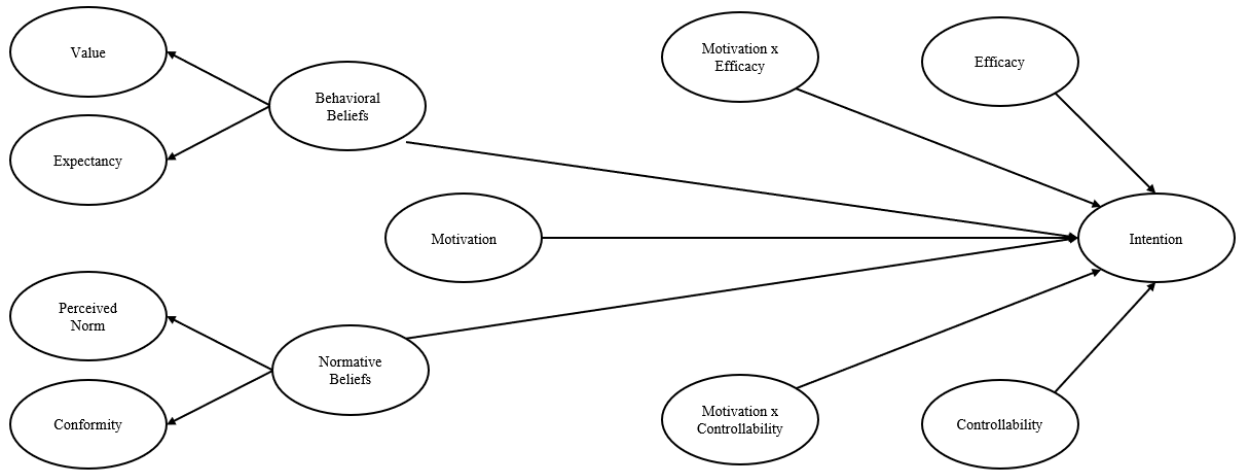 Value
Behavioral
Beliefs
Expectancy
Motivation x
Efficacy
Efficacy
Motivation
Intention
Perceived
Norm
Normative
Beliefs
Conformity
Motivation x
Controllability
Controllability